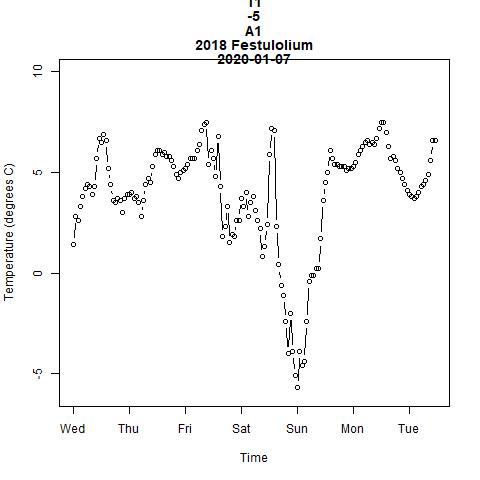 -5
A1
2018 Festulolium
2020-01-07
Temperature (degrees C)
10
5
0
-5
Wed Thu Fri Sat Sun Mon Tue
Time